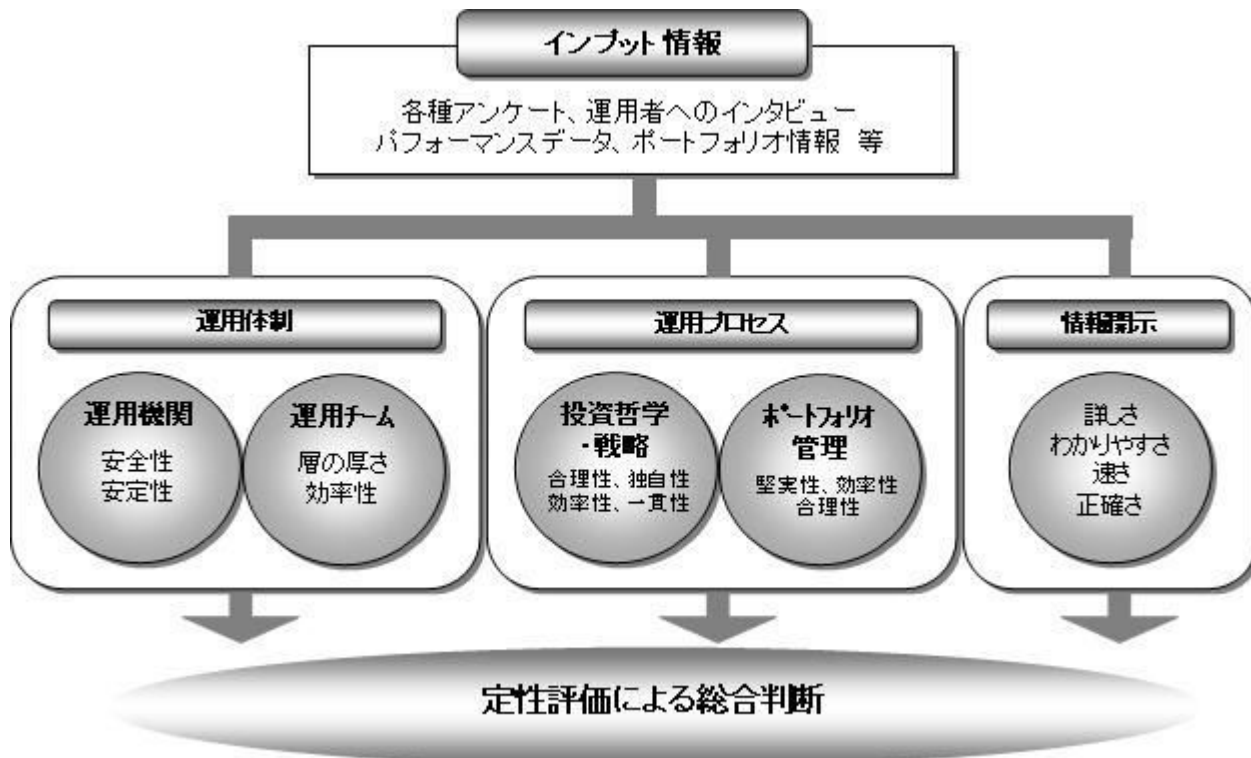 インプット情報
各種アンケート、運用者へのインタビュー
パフォーマンスデータ、ポートフォリオ情報 等
運用体制
運用機関
安全性
安定性
運用チーム
層の厚さ
効率性
運用プロセス
投資哲学
・戦略
合理性、独自性
効率性、一貫性
ポートフォリオ
管理
堅実性、効率性
合理性
情報開示
詳しさ
わかりやすさ
速さ
正確さ
定性評価による総合判断